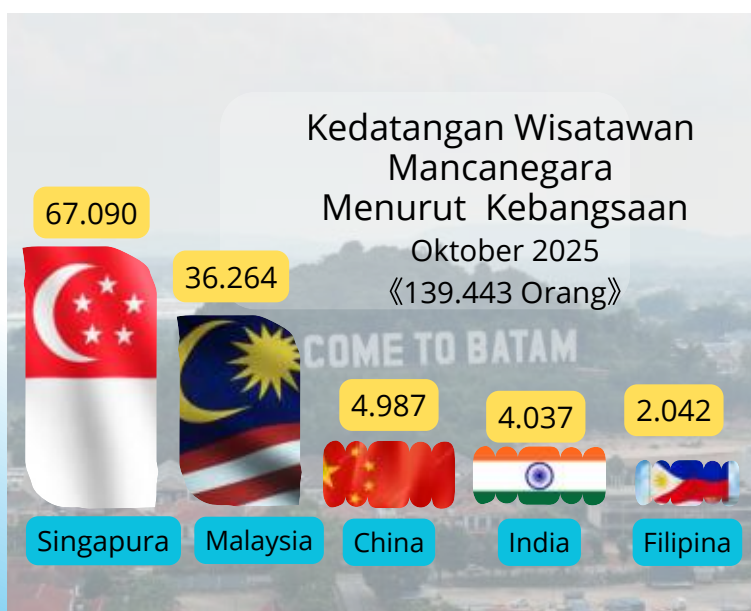 Kedatangan Wisatawan
Mancanegara
Menurut Kebangsaan
Oktober 2025
《139.443 Orang》
67.090
36.264
COME TO BATAM
4.987
4.037
2.042
Singapura
Malaysia
China
India
Filipina